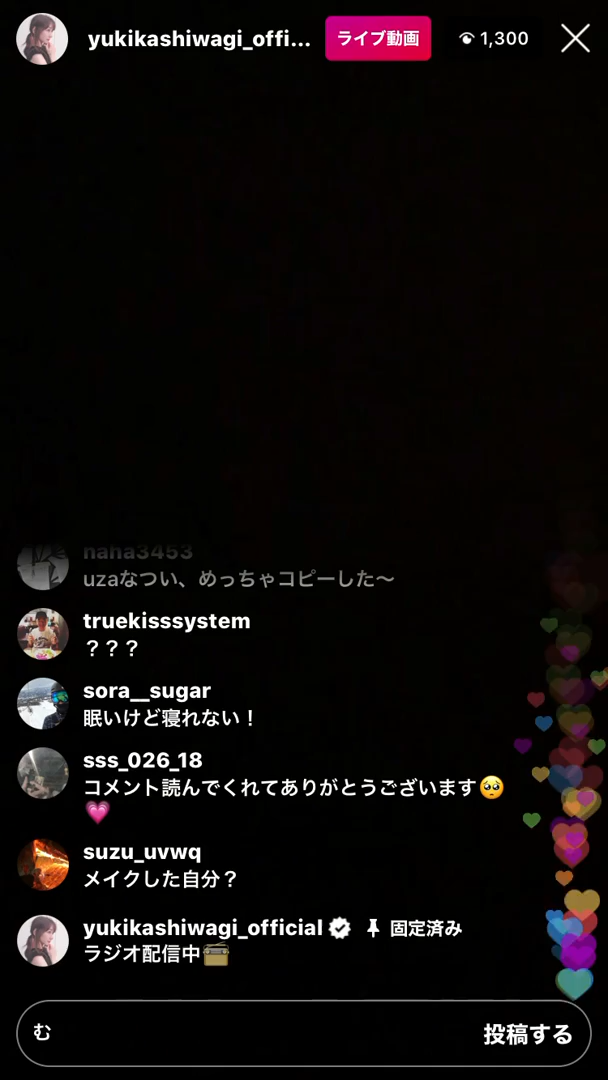 yukikashiwagi_offi...
ライブ動画
1,300
naha3453
uzaなつい、めっちゃコピーした〜
truekisssystem
？？？
sora__sugar
眠いけど寝れない！
sss_026_18
コメント読んでくれてありがとうございます🥺
💗
suzu_uvwq
メイクした自分？
yukikashiwagi_official 固定済み
ラジオ配信中📻
む
投稿する